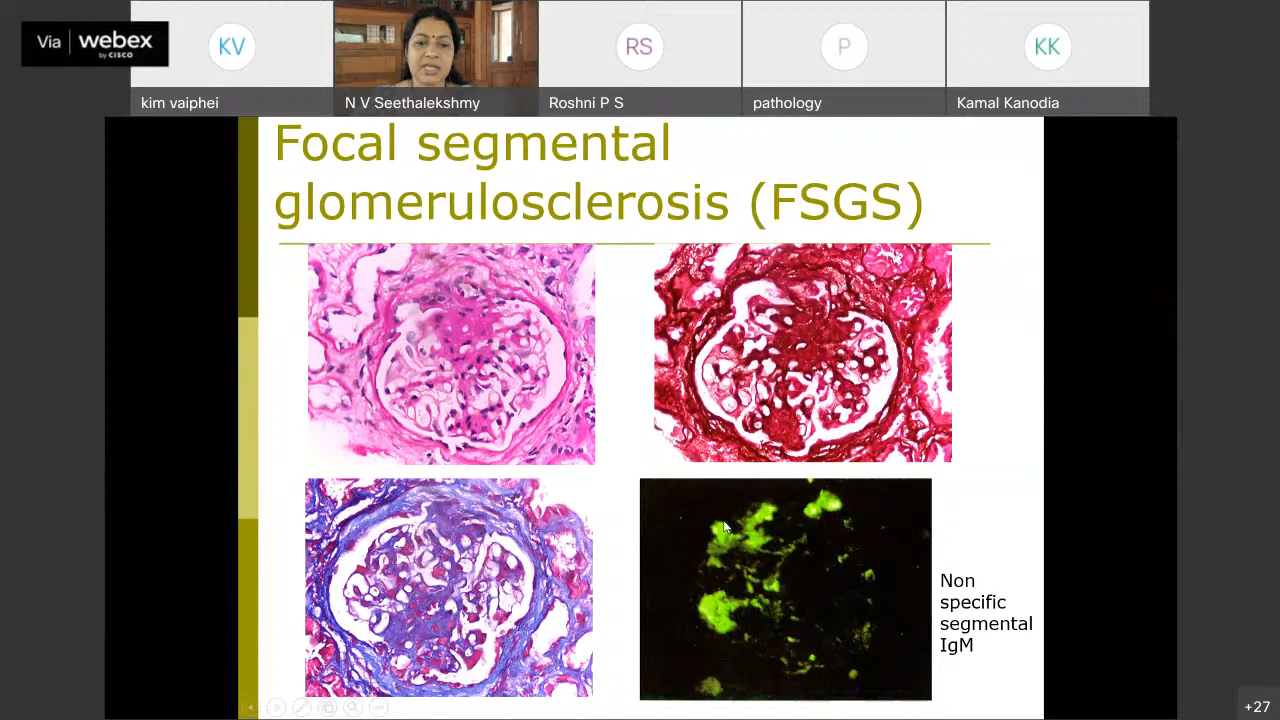 Via webex
by CISCO
KV
RS
P
KK
kim vaiphei
N V Seethalekshmy
Roshni P S
pathology
Kamal Kanodia
Focal segmental
glomerulosclerosis (FSGS)
Non
specific
segmental
IgM
+27